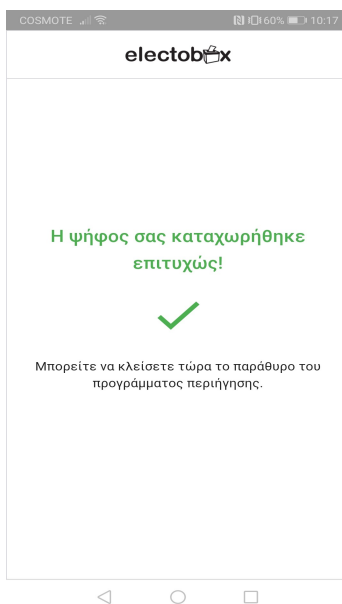 COSMOTE 60% 10:17
electobox
Η ψήφος σας καταχωρήθηκε
επιτυχώς!
Μπορείτε να κλείσετε τώρα το παράθυρο του
προγράμματος περιήγησης.